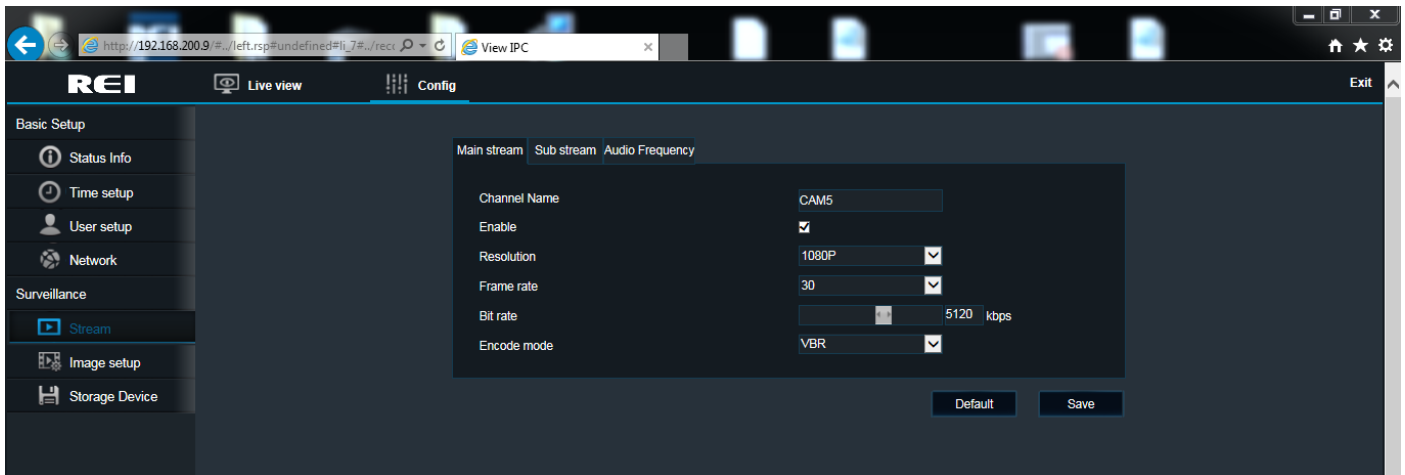 http://192.168.200.9/#../left.rsp#undefined#li_7#../rec
View IPC
REI
Live view
Config
Exit
Basic Setup
Status Info
Time setup
User setup
Network
Surveillance
Stream
Image setup
Storage Device
Main stream Sub stream Audio Frequency
Channel Name CAM5
Enable
Resolution 1080P
Frame rate 30
Bit rate 5120 kbps
Encode mode VBR
Default Save